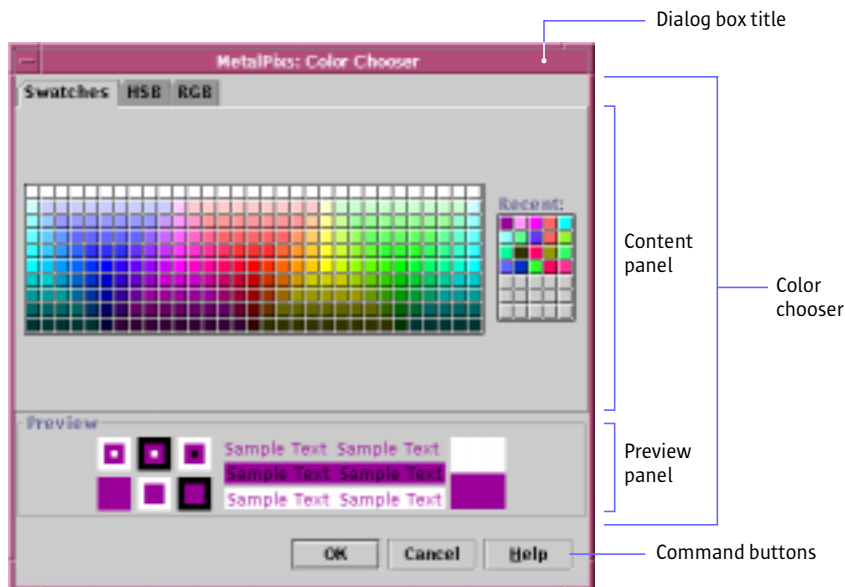 Dialog box title
MetalPixs: Color Chooser
Swatches HSB RGB
Recent:
Content
panel
Color
chooser
Preview
Sample Text Sample Text
Sample Text Sample Text
Sample Text Sample Text
Preview
panel
OK Cancel Help
Command buttons